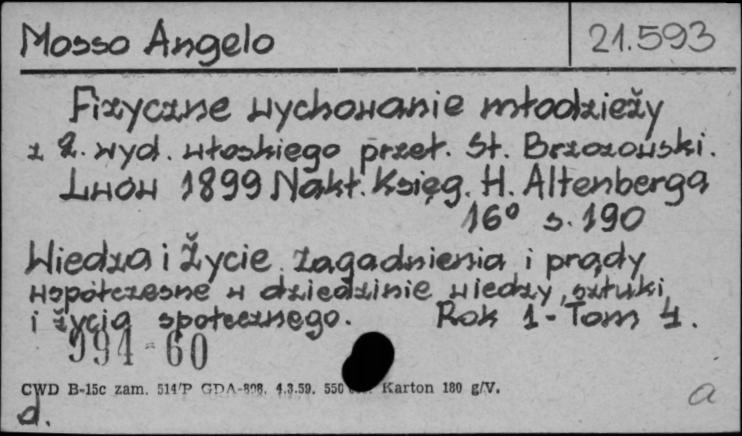 Mosso Angelo 21.593
Fizyczne wychowanie młodzieży
z 2. wyd. włoskiego przeł. St. Brzozowski.
Lwów 1899 Nakł. Księg. H. Altenberga
16° s. 190
Wiedza i Życie. Zagadnienia i prądy
współczesne w dziedzinie wiedzy, sztuki
i życia społecznego. Rok 1 - Tom 4.
994-60
CWD B-15c zam. 514/P GDA-898. 4.3.59. 550 Karton 180 g/V.
a
d.